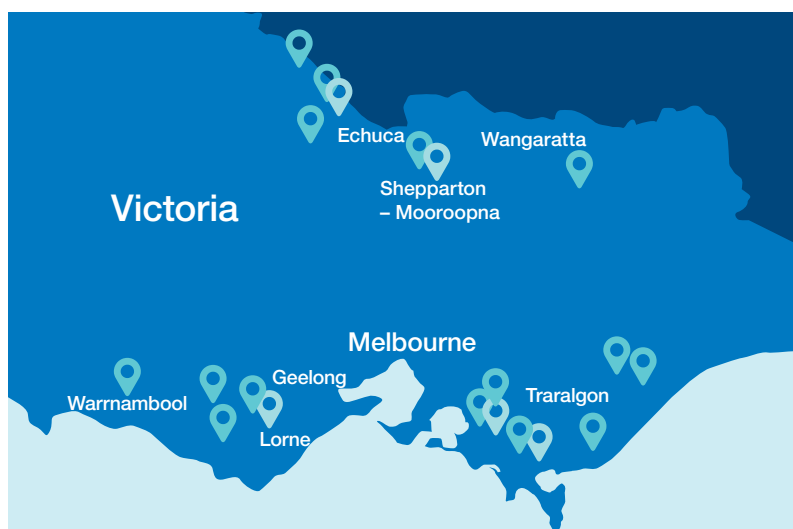 Echuca
Wangaratta
Shepparton
– Mooroopna
Victoria
Melbourne
Geelong
Warrnambool
Traralgon
Lorne